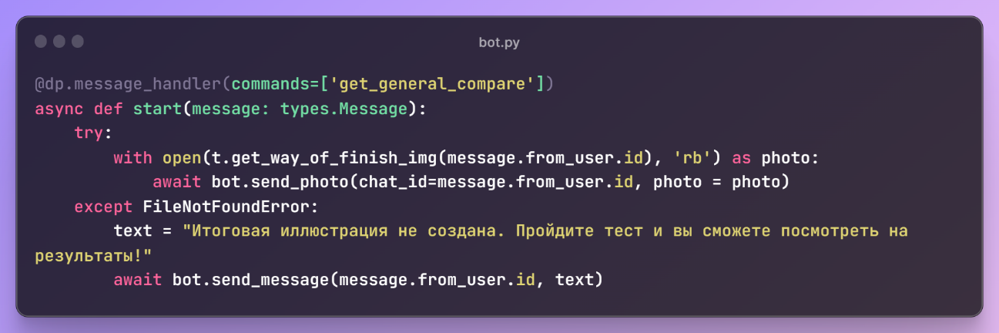 bot.py
@dp.message_handler(commands=['get_general_compare'])
async def start(message: types.Message):
    try:
        with open(t.get_way_of_finish_img(message.from_user.id), 'rb') as photo:
            await bot.send_photo(chat_id=message.from_user.id, photo = photo)
    except FileNotFoundError:
        text = "Итоговая иллюстрация не создана. Пройдите тест и вы сможете посмотреть на
результаты!"
        await bot.send_message(message.from_user.id, text)